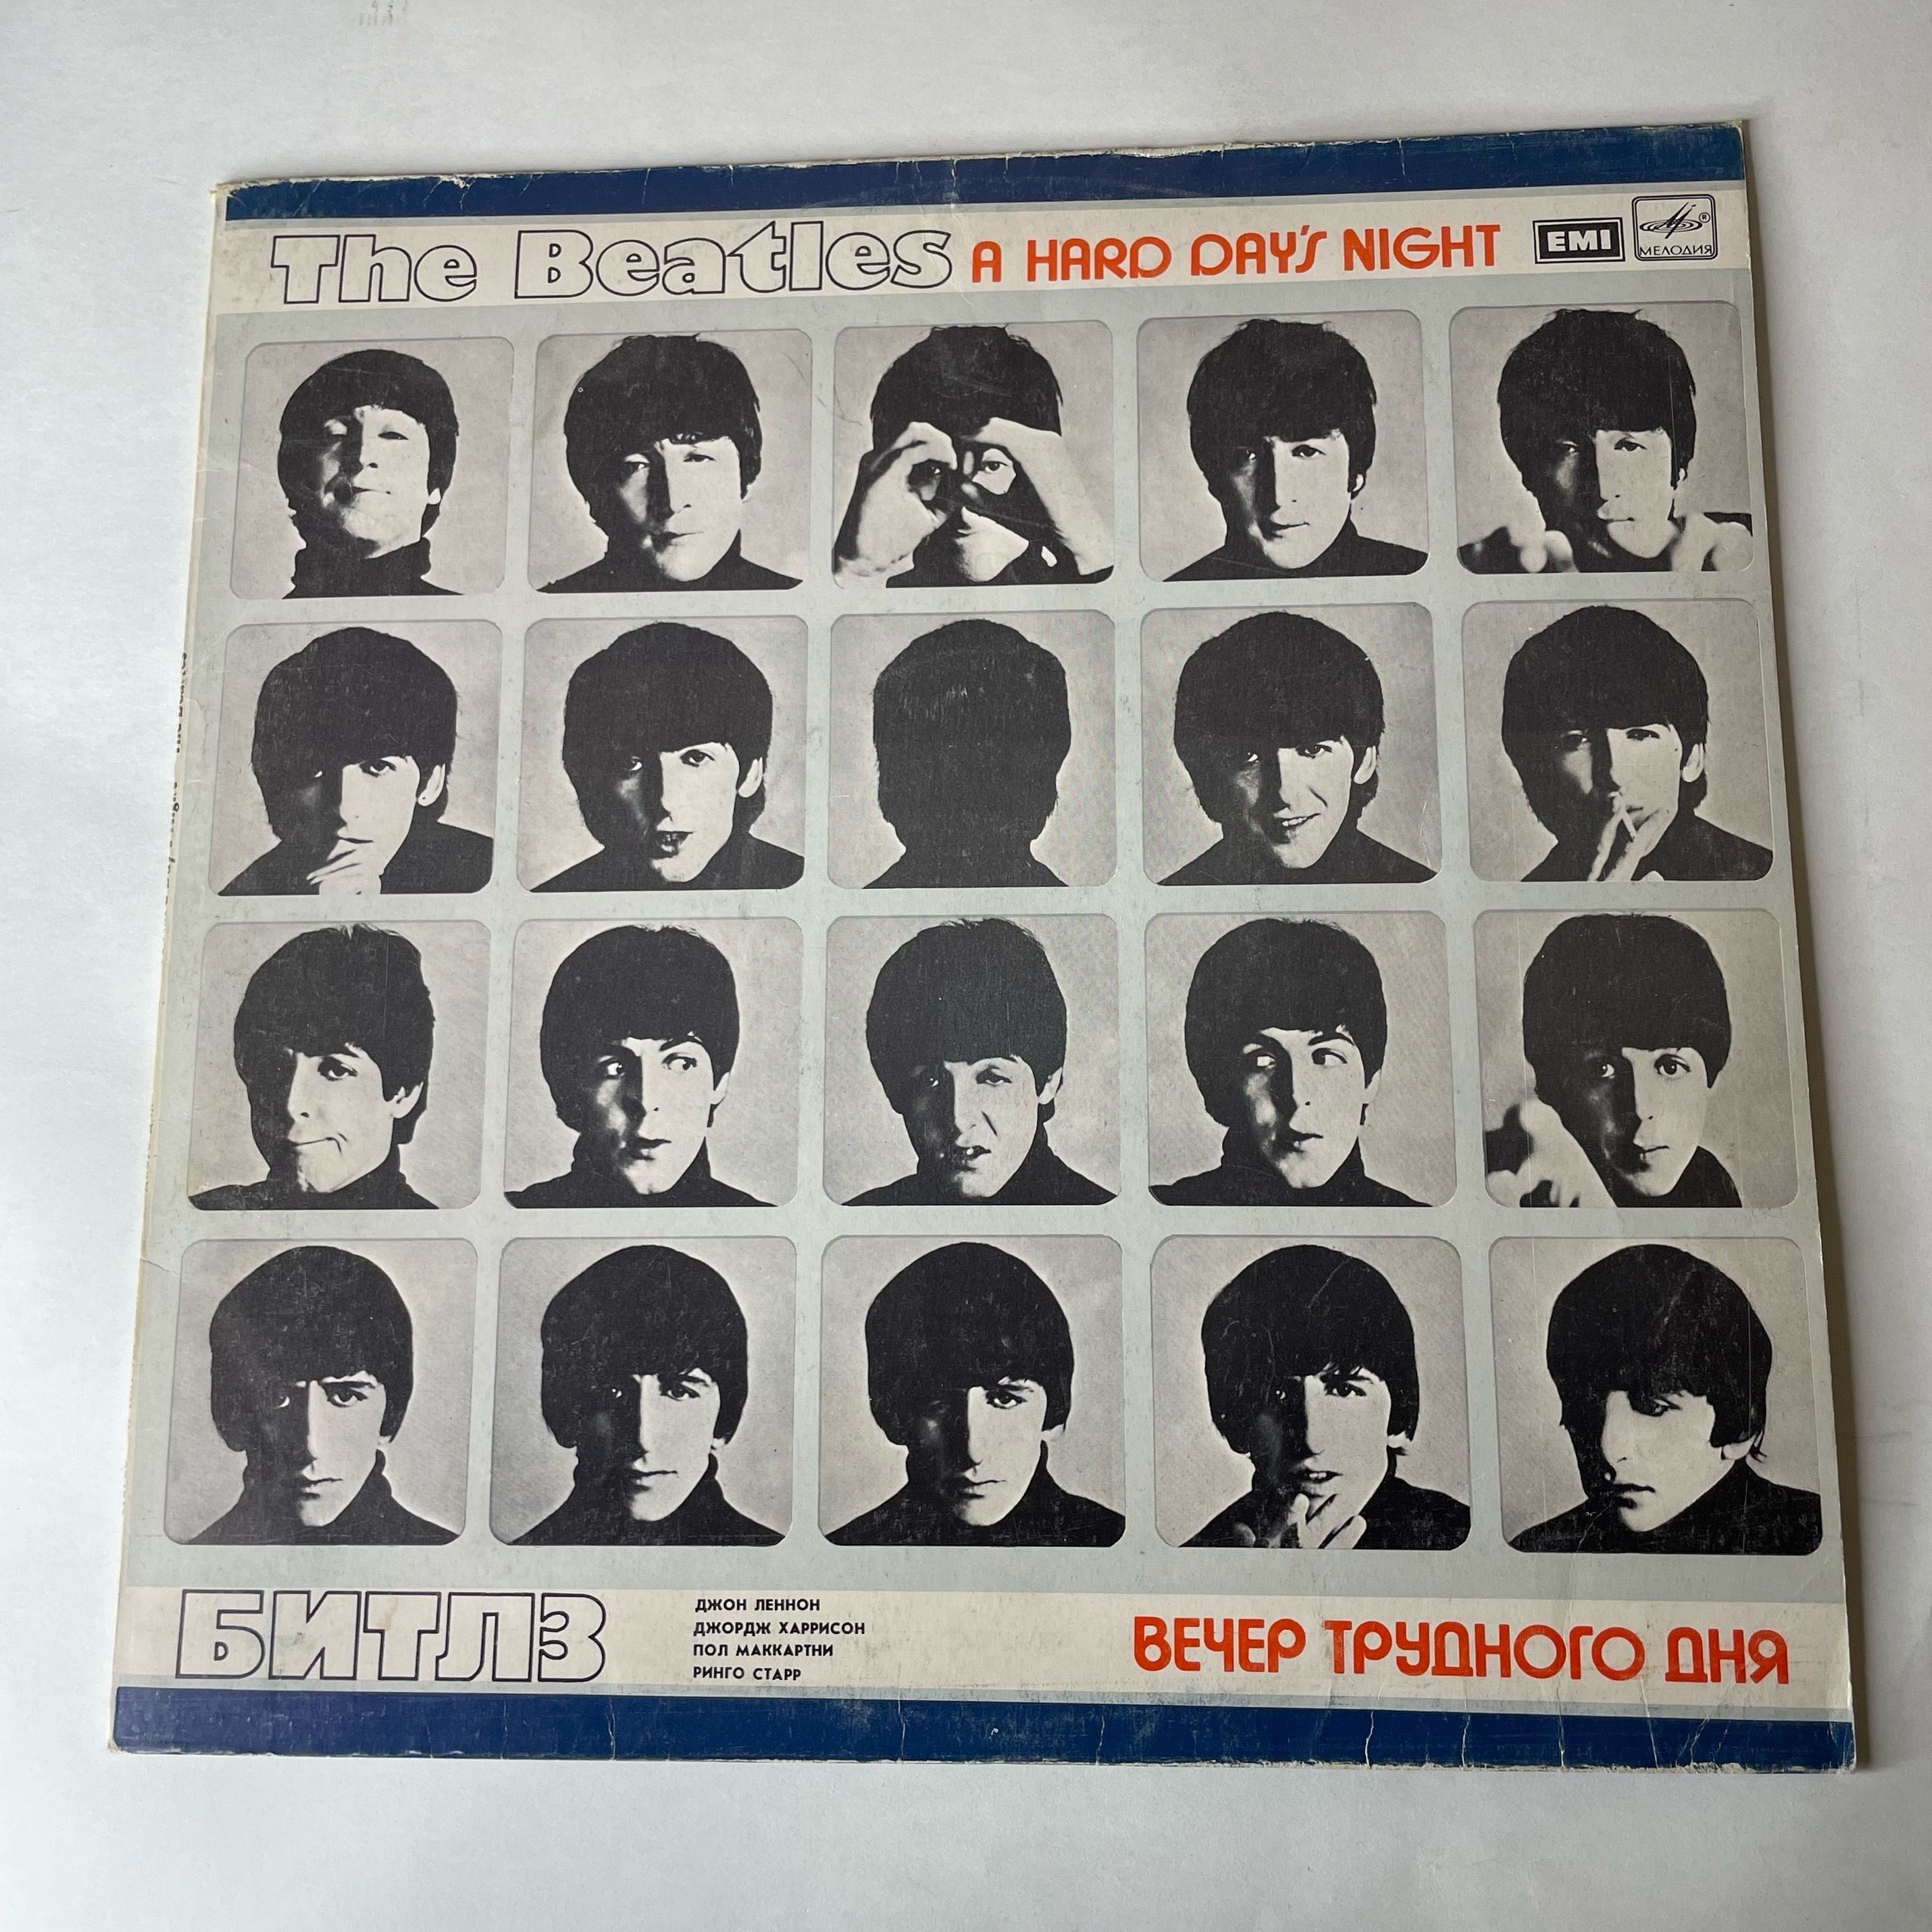 The Beatles A HARD DAY'S NIGHT EMI МЕЛОДИЯ ®
БИТЛЗ
ДЖОН ЛЕННОН
ДЖОРДЖ ХАРРИСОН
ПОЛ МАККАРТНИ
РИНГО СТАРР
ВЕЧЕР ТРУДНОГО ДНЯ